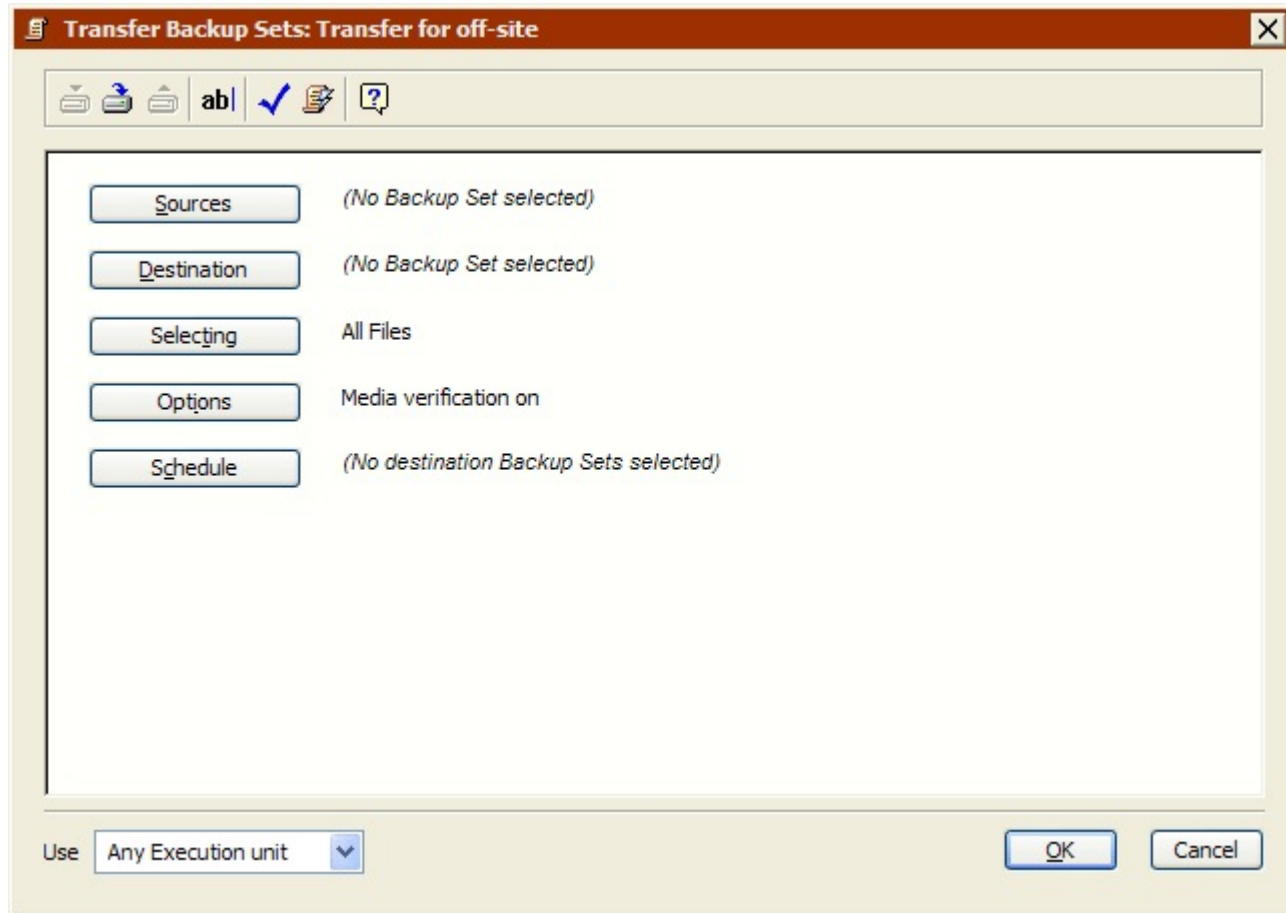 Transfer Backup Sets: Transfer for off-site
ab|
Sources (No Backup Set selected)
Destination (No Backup Set selected)
Selecting All Files
Options Media verification on
Schedule (No destination Backup Sets selected)
Use Any Execution unit OK Cancel